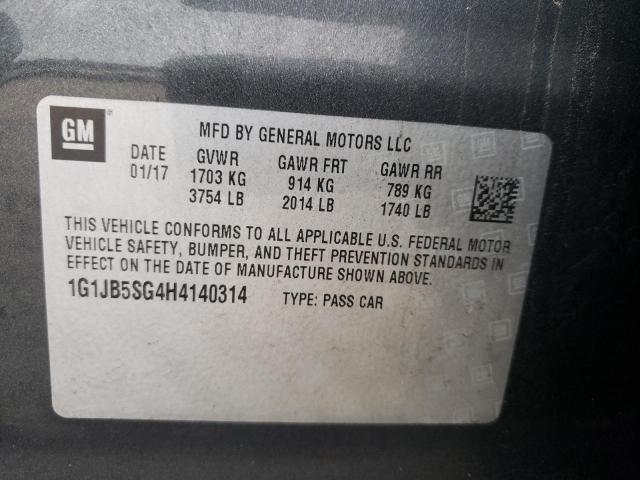 GM
MFD BY GENERAL MOTORS LLC
DATE GVWR GAWR FRT GAWR RR
01/17 1703 KG 914 KG 789 KG
3754 LB 2014 LB 1740 LB
THIS VEHICLE CONFORMS TO ALL APPLICABLE U.S. FEDERAL MOTOR
VEHICLE SAFETY, BUMPER, AND THEFT PREVENTION STANDARDS IN
EFFECT ON THE DATE OF MANUFACTURE SHOWN ABOVE.
1G1JB5SG4H4140314 TYPE: PASS CAR